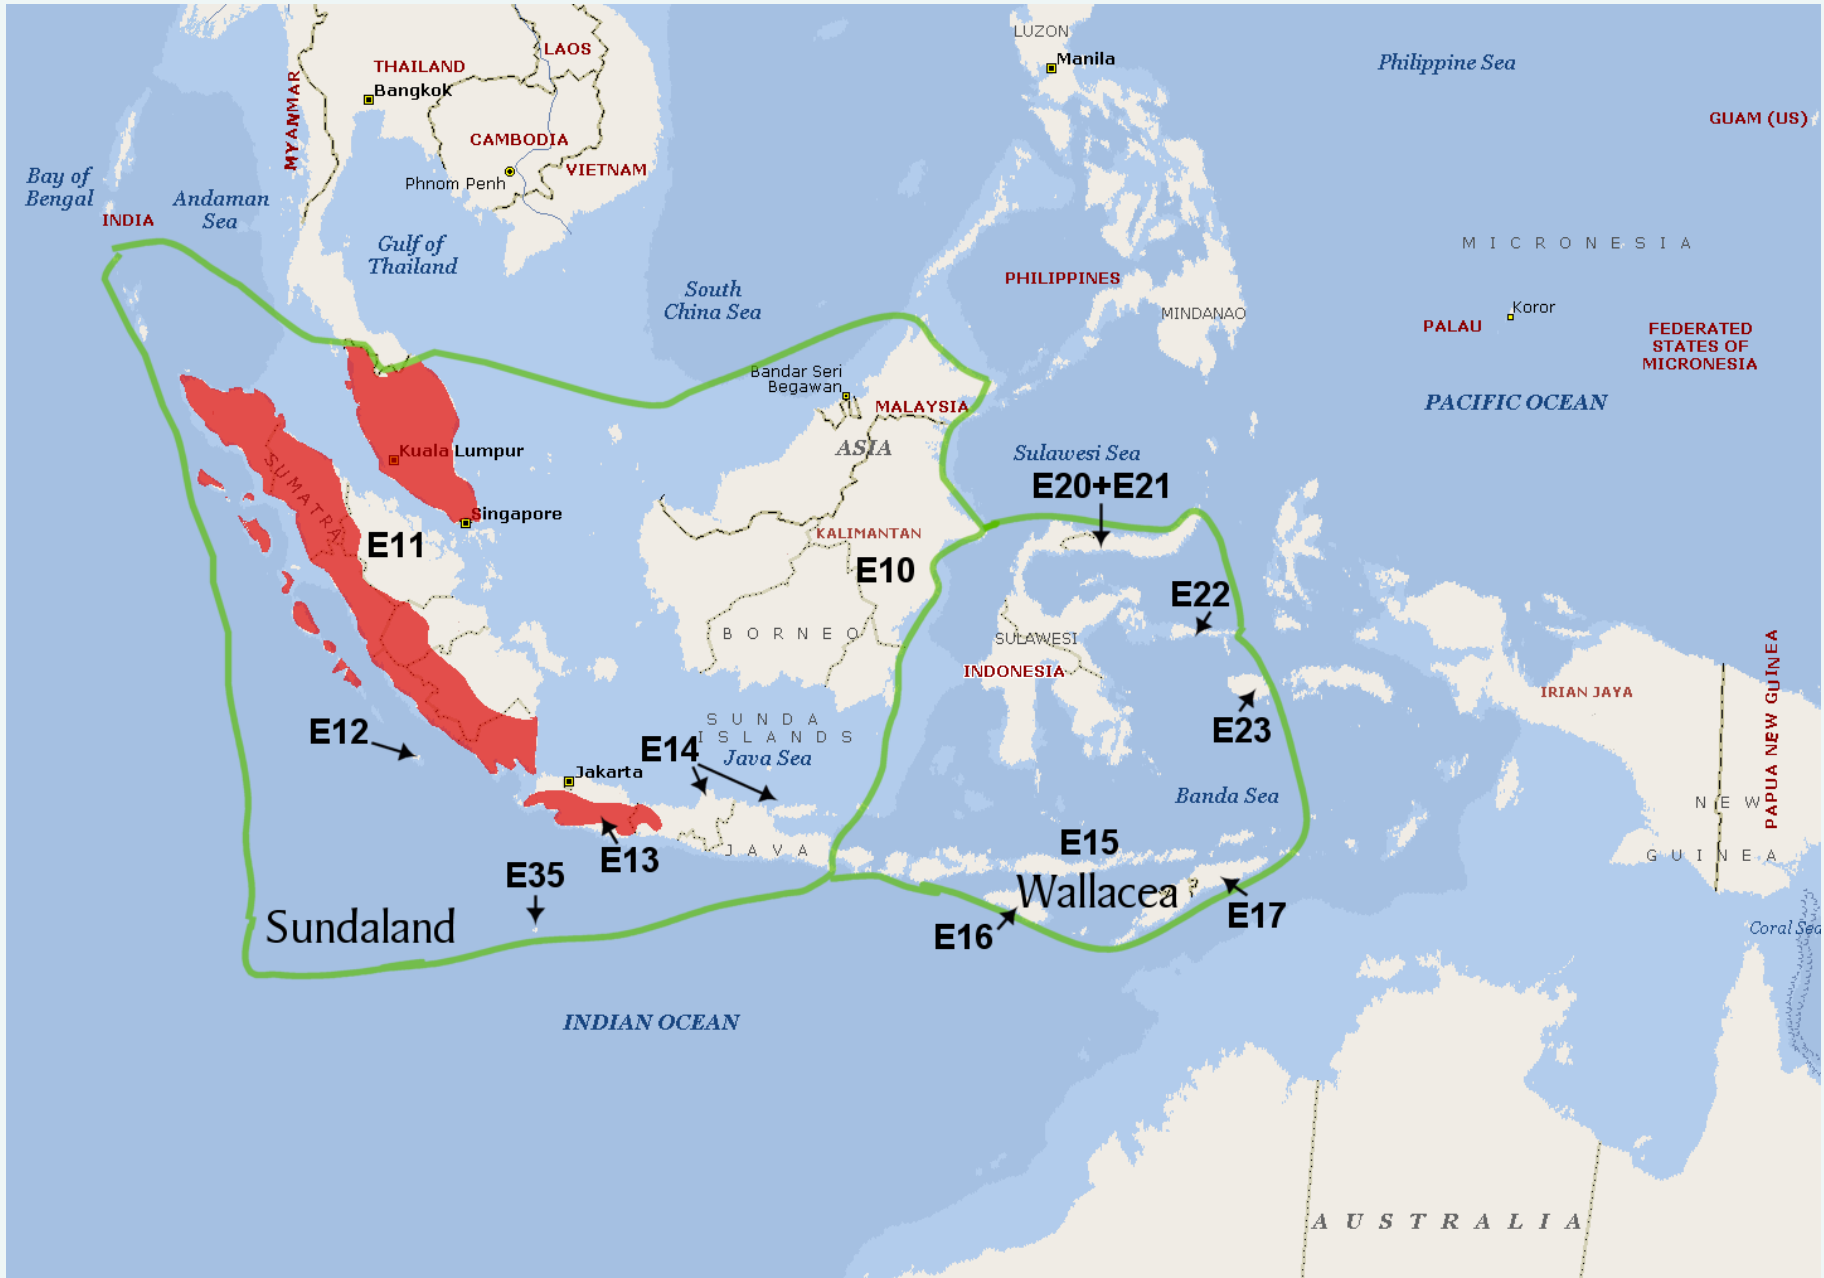 LUZON
Manila
Philippine Sea
LAOS
THAILAND
Bangkok
MYANMAR
GUAM (US)
CAMBODIA
VIETNAM
Phnom Penh
Bay of
Bengal
Andaman
Sea
INDIA
Gulf of
Thailand
MICRONESIA
South
China Sea
PHILIPPINES
MINDANAO
Koror
PALAU
FEDERATED
STATES OF
MICRONESIA
Bandar Seri
Begawan
MALAYSIA
PACIFIC OCEAN
ASIA
Kuala Lumpur
Sulawesi Sea
SUMATRA
E20+E21
Singapore
E11
KALIMANTAN
E10
E22
BORNEO
SULAWESI
INDONESIA
IRIAN JAYA
PAPUA NEW GUINEA
E12
SUNDA
ISLANDS
E14
Java Sea
E23
Jakarta
Banda Sea
NEW
GUINEA
E13
JAVA
E15
E35
Wallacea
Sundaland
E16
E17
Coral Sea
INDIAN OCEAN
AUSTRALIA